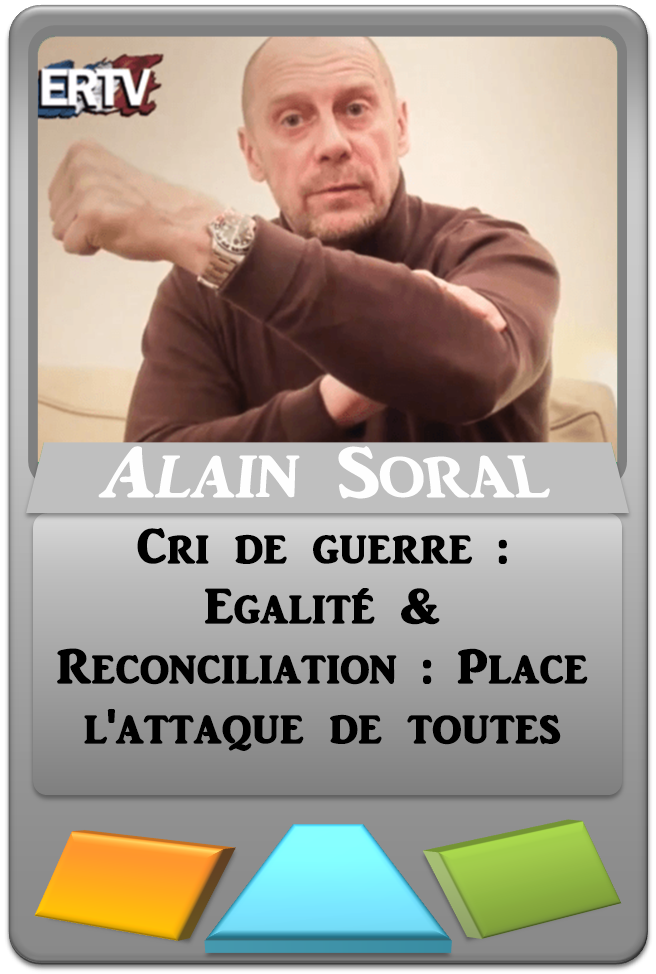 ERTV
Alain Soral
Cri de guerre :
Egalité &
Reconciliation : Place
l'attaque de toutes